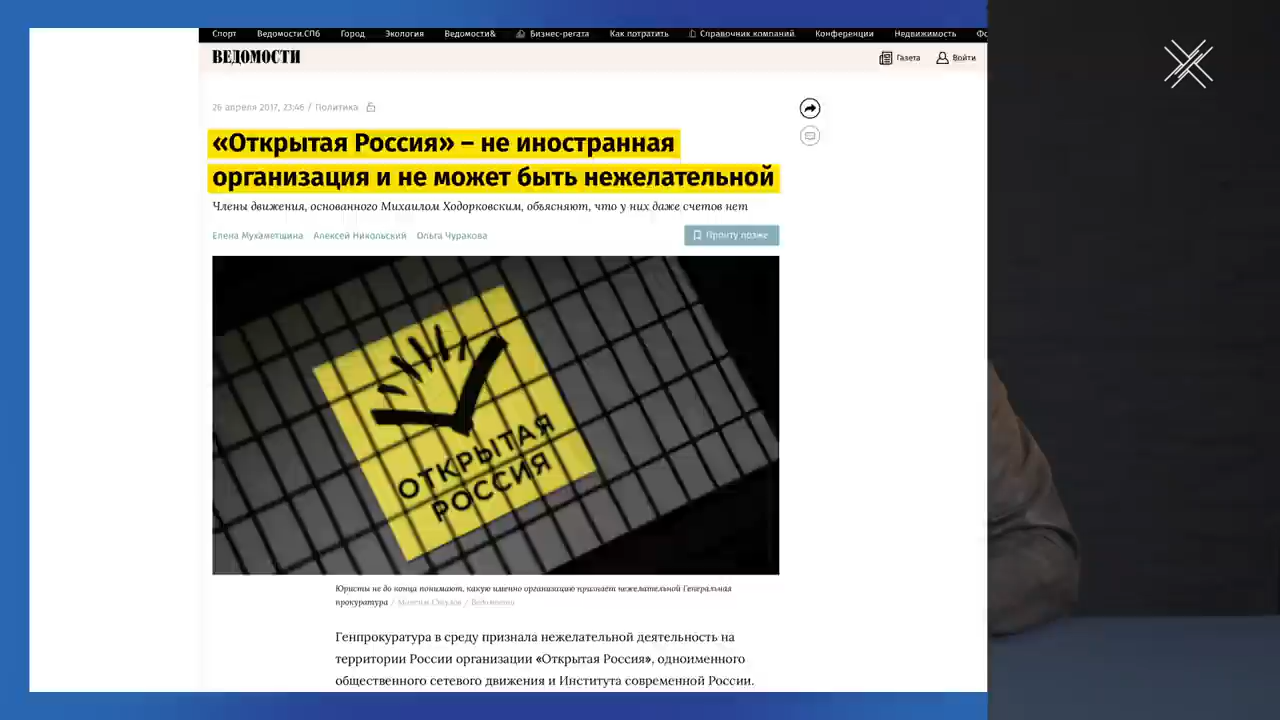 Спорт Ведомости.СПб Город Экология Ведомости& Бизнес-регата Как потратить Справочник компаний Конференции Недвижимость
ВЕДОМОСТИ
Газета Войти
26 апреля 2017, 23:46 / Политика
«Открытая Россия» – не иностранная
организация и не может быть нежелательной
Члены движения, основанного Михаилом Ходорковским, объясняют, что у них даже счетов нет
Елена Мухаметшина Алексей Никольский Ольга Чуракова
Прочту позже
ОТКРЫТАЯ
РОССИЯ
Юристы не до конца понимают, какую именно организацию признает нежелательной Генеральная
прокуратура / Максим Стулов / Ведомости
Генпрокуратура в среду признала нежелательной деятельность на
территории России организации «Открытая Россия», одноименного
общественного сетевого движения и Института современной России.